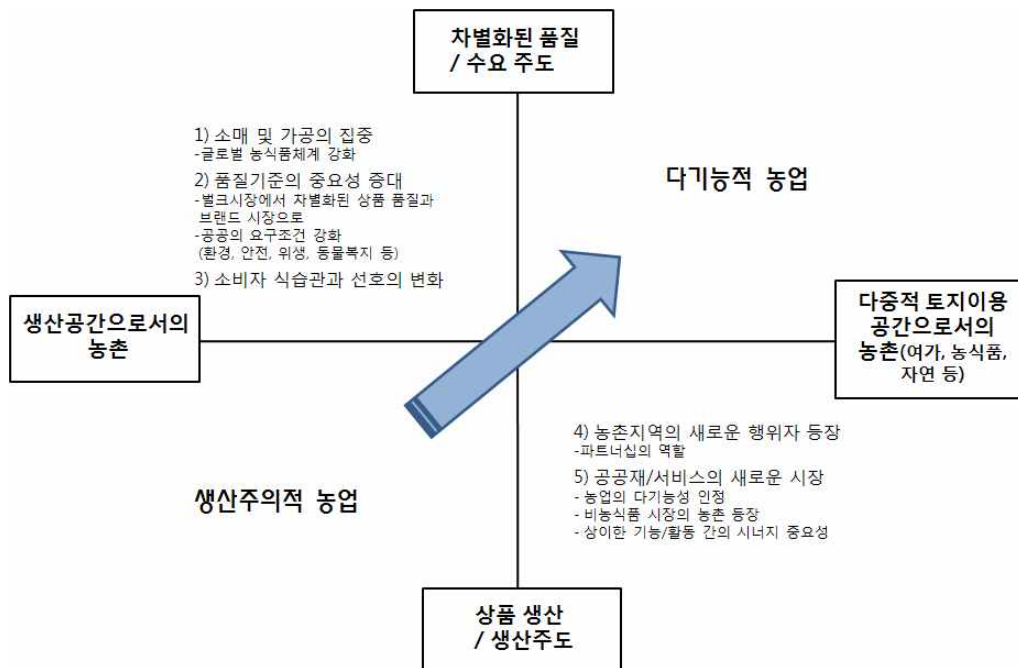 차별화된 품질
/ 수요 주도
1) 소매 및 가공의 집중
-글로벌 농식품체계 강화
2) 품질기준의 중요성 증대
-벌크시장에서 차별화된 상품 품질과
브랜드 시장으로
-공공의 요구조건 강화
(환경, 안전, 위생, 동물복지 등)
3) 소비자 식습관과 선호의 변화
다기능적 농업
생산공간으로서의
농촌
다중적 토지이용
공간으로서의
농촌(여가, 농식품,
자연 등)
생산주의적 농업
4) 농촌지역의 새로운 행위자 등장
-파트너십의 역할
5) 공공재/서비스의 새로운 시장
- 농업의 다기능성 인정
- 비농식품 시장의 농촌 등장
- 상이한 기능/활동 간의 시너지 중요성
상품 생산
/ 생산주도